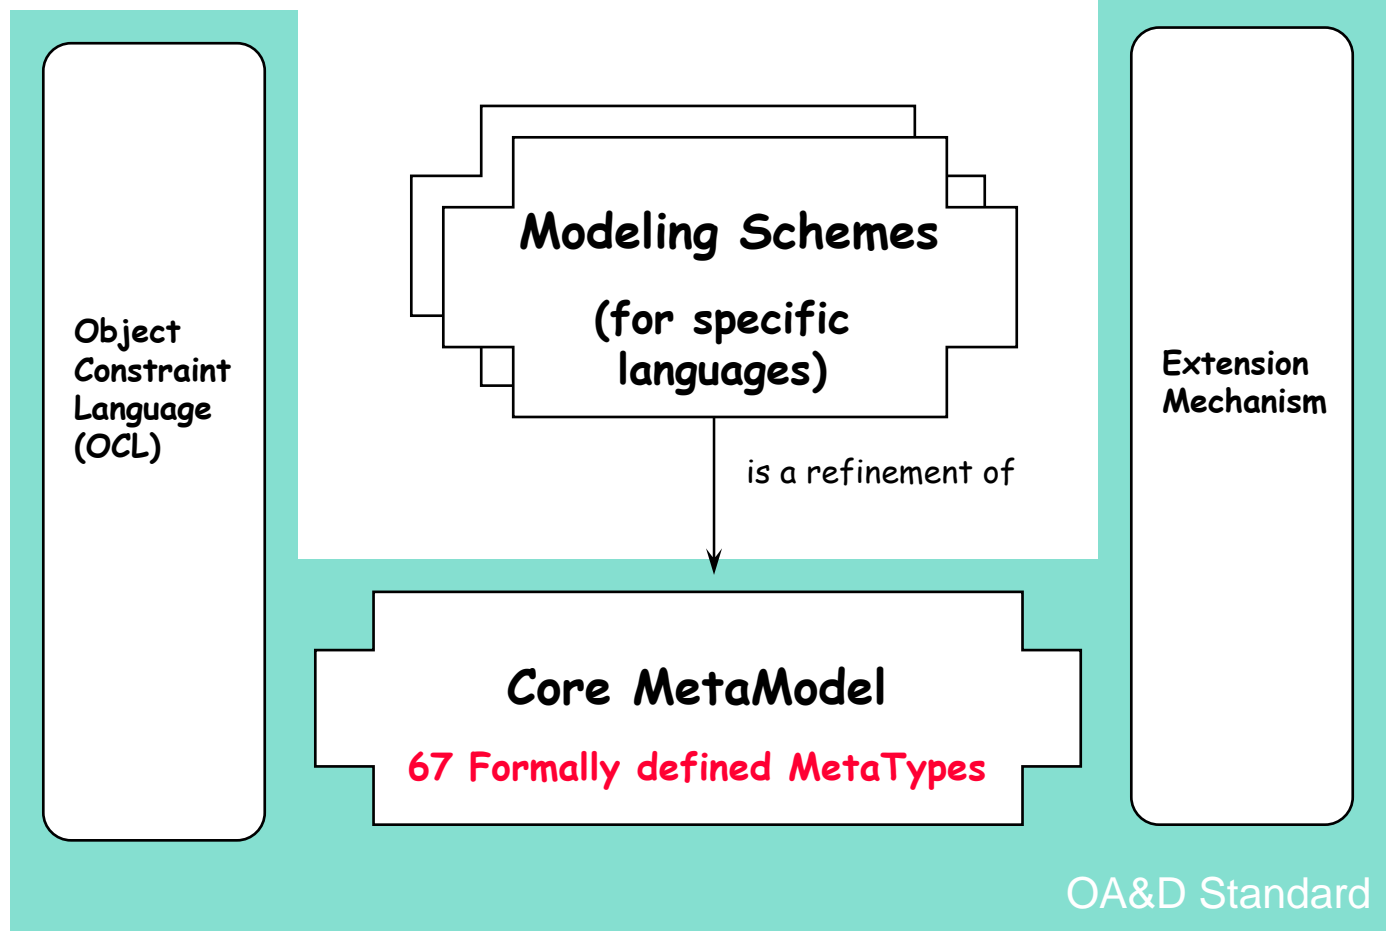 Object
Constraint
Language
(OCL)
Modeling Schemes
(for specific
languages)
is a refinement of
Extension
Mechanism
Core MetaModel
67 Formally defined MetaTypes
OA&D Standard